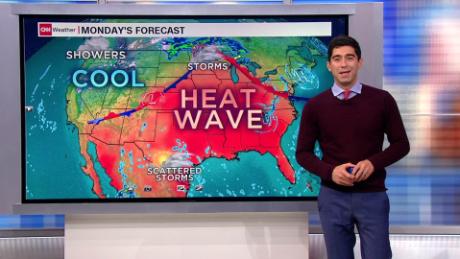 CNN Weather MONDAY'S FORECAST
SHOWERS
COOL
STORMS
HEAT
WAVE
SCATTERED
STORMS